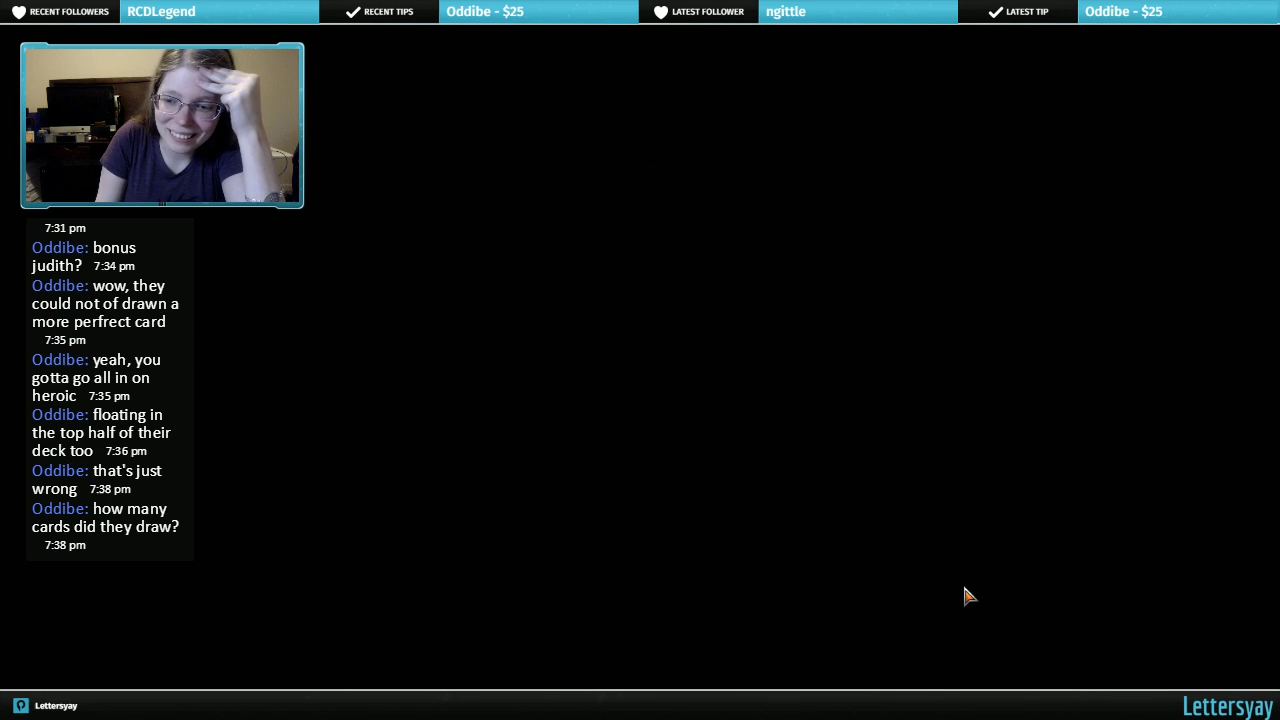 RECENT FOLLOWERS RCDLegend RECENT TIPS Oddibe - $25 LATEST FOLLOWER ngittle LATEST TIP Oddibe - $25
7:31 pm
Oddibe: bonus
judith? 7:34 pm
Oddibe: wow, they
could not of drawn a
more perfrect card
7:35 pm
Oddibe: yeah, you
gotta go all in on
heroic 7:35 pm
Oddibe: floating in
the top half of their
deck too 7:36 pm
Oddibe: that's just
wrong 7:38 pm
Oddibe: how many
cards did they draw?
7:38 pm
Lettersyay
Lettersyay